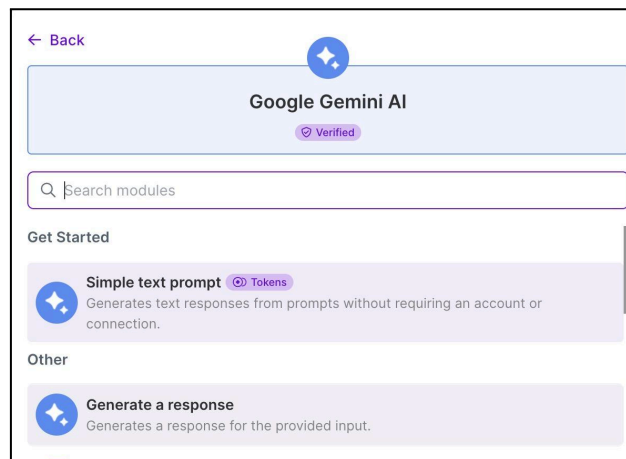 ← Back
Google Gemini AI
Verified
Search modules
Get Started
Simple text prompt Tokens
Generates text responses from prompts without requiring an account or
connection.
Other
Generate a response
Generates a response for the provided input.